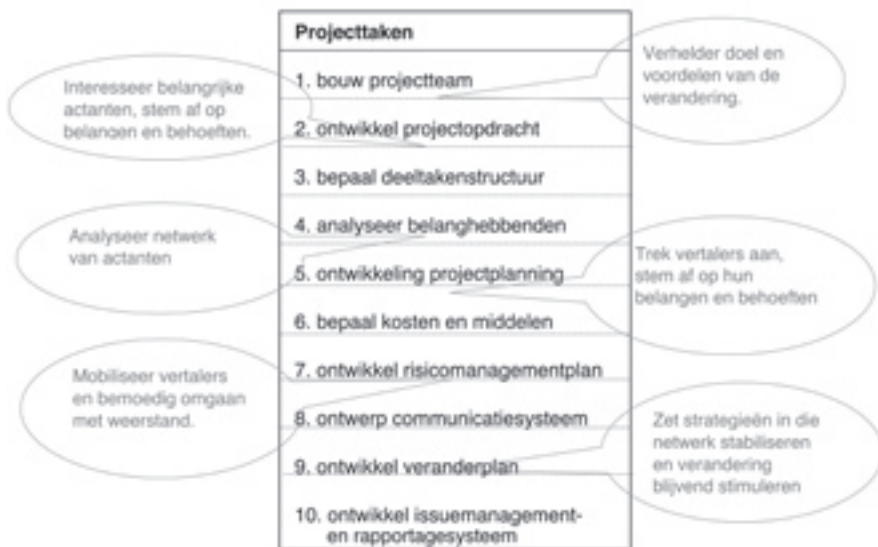 Projecttaken
1. bouw projectteam
2. ontwikkel projectopdracht
3. bepaal deeltakenstructuur
4. analyseer belanghebbenden
5. ontwikkeling projectplanning
6. bepaal kosten en middelen
7. ontwikkel risicomanagementplan
8. ontwerp communicatiesysteem
9. ontwikkel veranderplan
10. ontwikkel issuemanagement-
en rapportagesysteem
Interesseer belangrijke
actanten, stem af op
belangen en behoeften.
Analyseer netwerk
van actanten
Mobiliseer vertalers
en bemoedig omgaan
met weerstand.
Verhelder doel en
voordelen van de
verandering.
Trek vertalers aan,
stem af op hun
belangen en behoeften
Zet strategieën in die
netwerk stabiliseren
en verandering
blijvend stimuleren